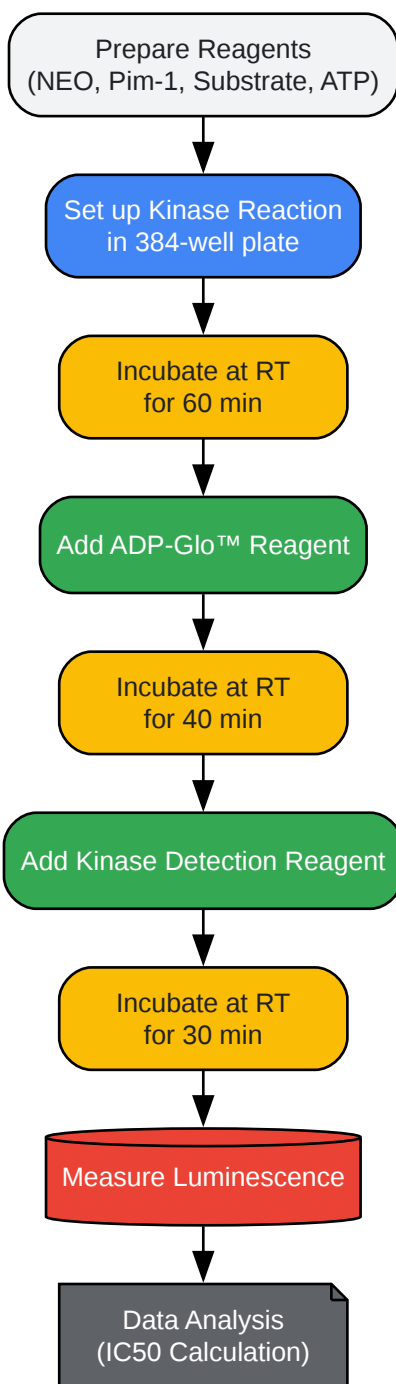 Prepare Reagents
(NEO, Pim-1, Substrate, ATP)
Set up Kinase Reaction
in 384-well plate
Incubate at RT
for 60 min
Add ADP-Glo™ Reagent
Incubate at RT
for 40 min
Add Kinase Detection Reagent
Incubate at RT
for 30 min
Measure Luminescence
Data Analysis
(IC50 Calculation)